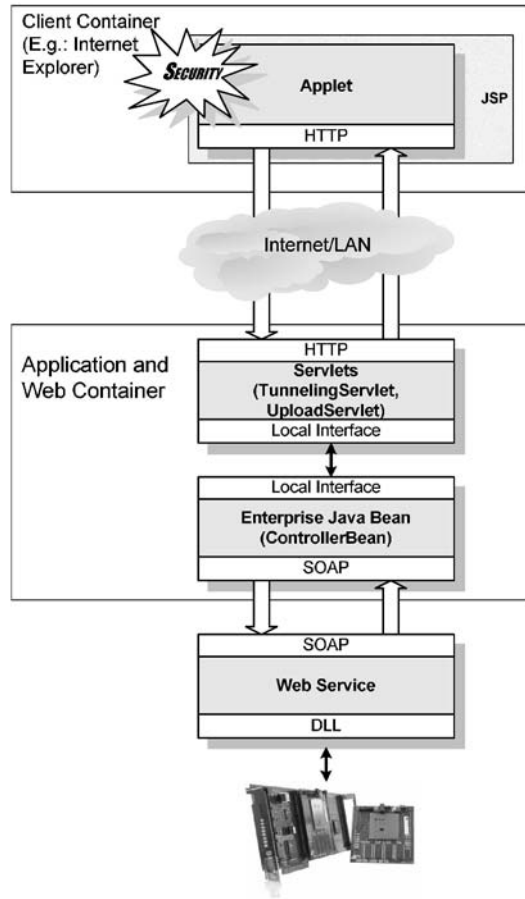 Client Container
(E.g.: Internet
Explorer)
SECURITY
Applet
JSP
HTTP
Internet/LAN
Application and
Web Container
HTTP
Servlets
(TunnelingServlet,
UploadServlet)
Local Interface
Local Interface
Enterprise Java Bean
(ControllerBean)
SOAP
SOAP
Web Service
DLL